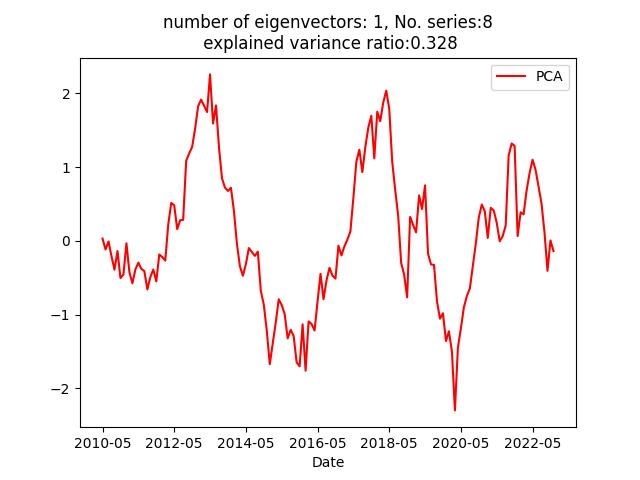 number of eigenvectors: 1, No. series:8
explained variance ratio:0.328
PCA
2
1
0
−1
−2
2010-05 2012-05 2014-05 2016-05 2018-05 2020-05 2022-05
Date